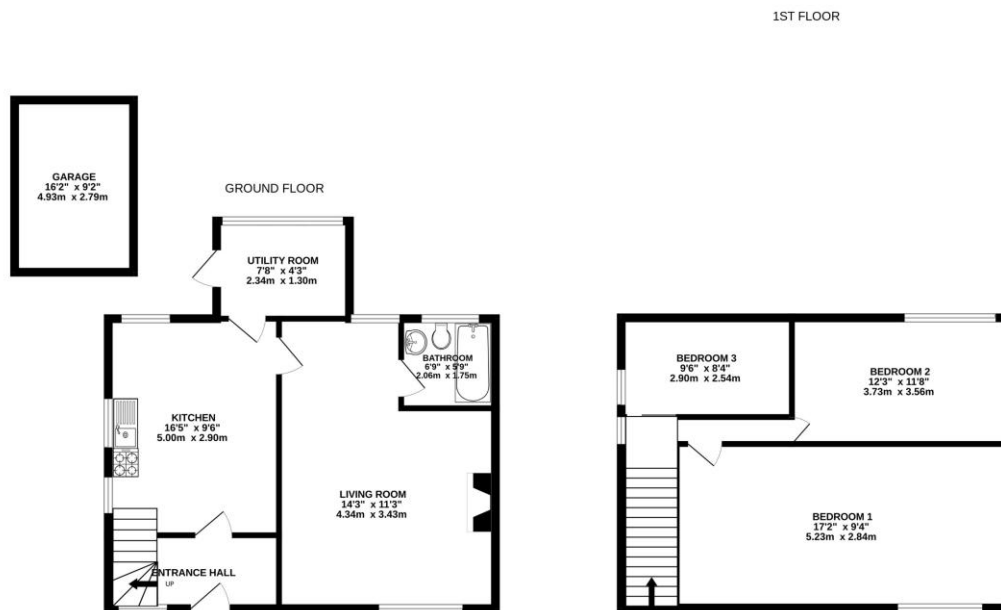 1ST FLOOR
GARAGE
16'2" x 9'2"
4.93m x 2.79m
GROUND FLOOR
UTILITY ROOM
7'8" x 4'3"
2.34m x 1.30m
BATHROOM
6'9" x 5'9"
2.06m x 1.75m
KITCHEN
16'5" x 9'6"
5.00m x 2.90m
LIVING ROOM
14'3" x 11'3"
4.34m x 3.43m
ENTRANCE HALL
UP
BEDROOM 3
9'6" x 8'4"
2.90m x 2.54m
BEDROOM 2
12'3" x 11'8"
3.73m x 3.56m
BEDROOM 1
17'2" x 9'4"
5.23m x 2.84m